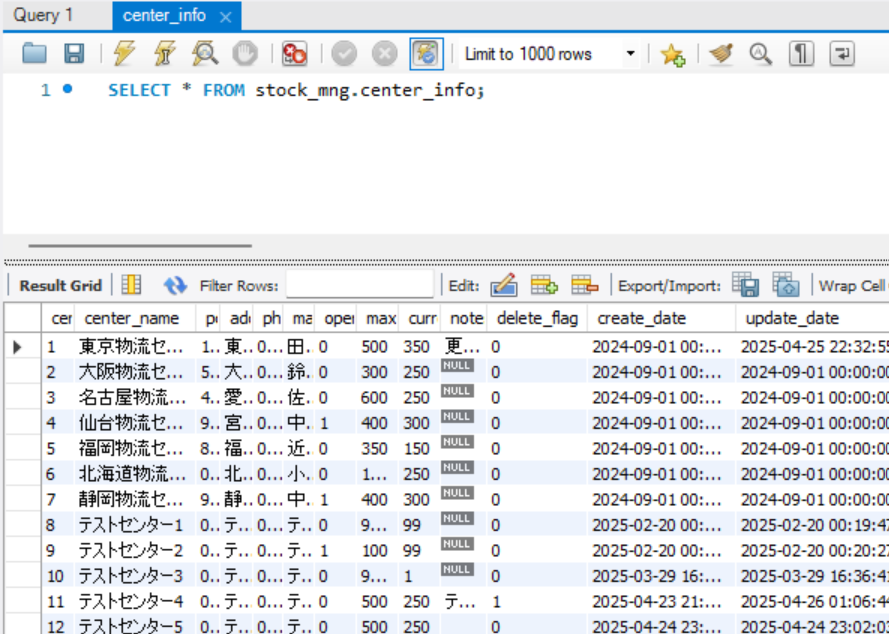 Query 1 center_info
Limit to 1000 rows
1 SELECT * FROM stock_mng.center_info;
Result Grid Filter Rows: Edit: Export/Import: Wrap Cell
cer center_name ad ph ma oper max curr note delete_flag create_date update_date
1 東京物流セ... 1.. 東.. 0... 田.. 0 500 350 更... 0 2024-09-01 00:... 2025-04-25 22:32:55
2 大阪物流セ... 5.. 大.. 0... 鈴.. 0 300 250 NULL 0 2024-09-01 00:... 2024-09-01 00:00:00
3 名古屋物流... 4.. 愛.. 0... 佐.. 0 600 250 NULL 0 2024-09-01 00:... 2024-09-01 00:00:00
4 仙台物流セ... 9.. 宮.. 0... 中.. 1 400 300 NULL 0 2024-09-01 00:... 2024-09-01 00:00:00
5 福岡物流セ... 8.. 福.. 0... 近.. 0 350 150 NULL 0 2024-09-01 00:... 2024-09-01 00:00:00
6 北海道物流... 0.. 北.. 0... 小.. 0 1... 250 NULL 0 2024-09-01 00:... 2024-09-01 00:00:00
7 静岡物流セ... 9.. 静.. 0... 中.. 1 400 300 NULL 0 2024-09-01 00:... 2024-09-01 00:00:00
8 テストセンター1 0.. テ... 0... テ... 0 9... 99 NULL 0 2025-02-20 00:... 2025-02-20 00:19:47
9 テストセンター2 0.. テ... 0... テ... 1 100 99 NULL 0 2025-02-20 00:... 2025-02-20 00:20:27
10 テストセンター3 0.. テ... 0... テ... 0 9... 1 NULL 0 2025-03-29 16:... 2025-03-29 16:36:41
11 テストセンター4 0.. テ... 0... テ... 0 500 250 テ... 1 2025-04-23 21:... 2025-04-26 01:06:44
12 テストセンター5 0.. テ... 0... テ... 0 500 250 0 2025-04-24 23:... 2025-04-24 23:02:03